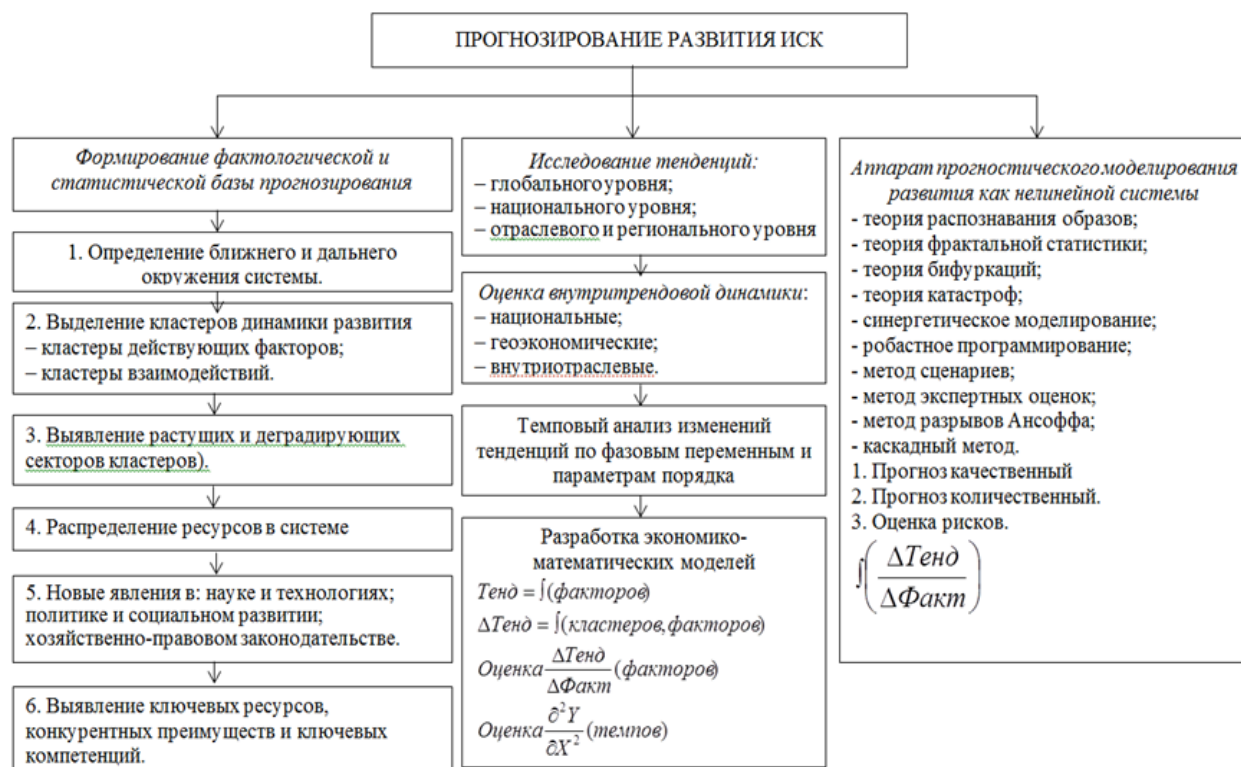 ПРОГНОЗИРОВАНИЕ РАЗВИТИЯ ИСК
Формирование фактологической и
статистической базы прогнозирования
1. Определение ближнего и дальнего
окружения системы.
2. Выделение кластеров динамики развития
– кластеры действующих факторов;
– кластеры взаимодействий.
3. Выявление растущих и деградирующих
секторов кластеров).
4. Распределение ресурсов в системе
5. Новые явления в: науке и технологиях;
политике и социальном развитии;
хозяйственно-правовом законодательстве.
6. Выявление ключевых ресурсов,
конкурентных преимуществ и ключевых
компетенций.
Исследование тенденций:
– глобального уровня;
– национального уровня;
– отраслевого и регионального уровня
Оценка внутритрендовой динамики:
– национальные;
– геоэкономические;
– внутриотраслевые.
Темповый анализ изменений
тенденций по фазовым переменным и
параметрам порядка
Разработка экономико-
математических моделей
Тенд = ∫(факторов)
ΔТенд = ∫(кластеров, факторов)
Оценка ΔТенд/ΔФакт (факторов)
Оценка ∂²Y/∂X² (темпов)
Аппарат прогностического моделирования
развития как нелинейной системы
- теория распознавания образов;
- теория фрактальной статистики;
- теория бифуркаций;
- теория катастроф;
- синергетическое моделирование;
- робастное программирование;
- метод сценариев;
- метод экспертных оценок;
- метод разрывов Ансоффа;
- каскадный метод.
1. Прогноз качественный
2. Прогноз количественный.
3. Оценка рисков.
∫(ΔТенд/ΔФакт)